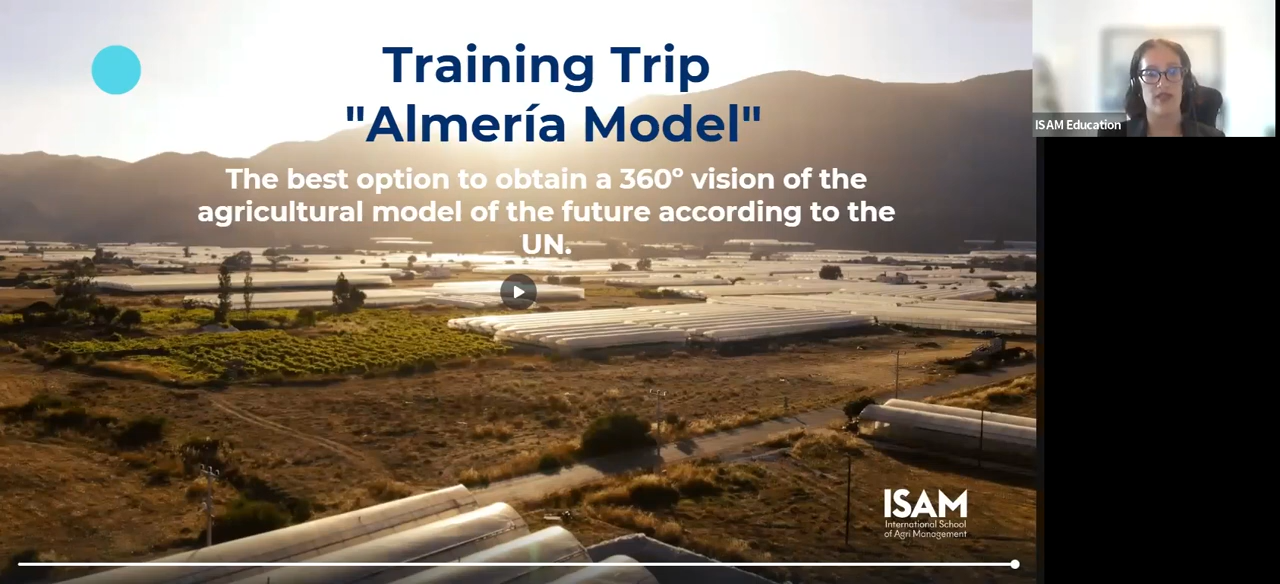 Training Trip
"Almería Model"
The best option to obtain a 360º vision of the
agricultural model of the future according to the
UN.
ISAM Education
ISAM
International School
of Agri Management